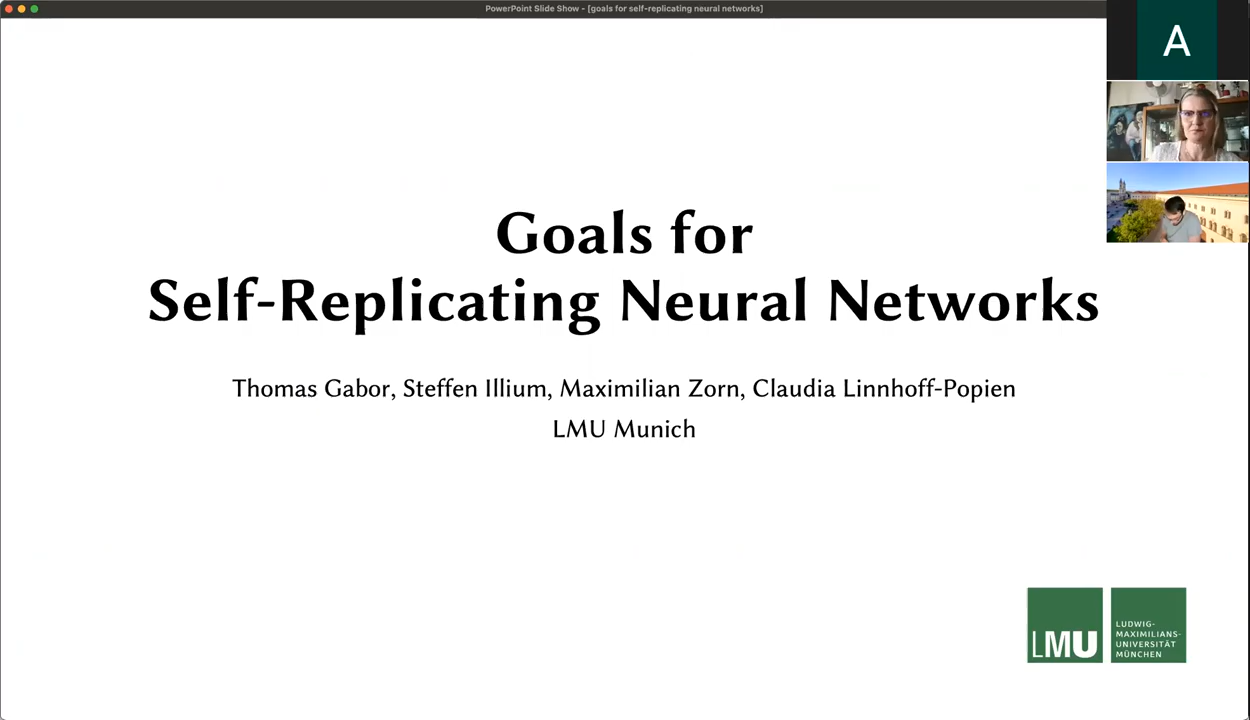 PowerPoint Slide Show - [goals for self-replicating neural networks]
A
Goals for
Self-Replicating Neural Networks
Thomas Gabor, Steffen Illium, Maximilian Zorn, Claudia Linnhoff-Popien
LMU Munich
LMU
LUDWIG-
MAXIMILIANS-
UNIVERSITÄT
MÜNCHEN